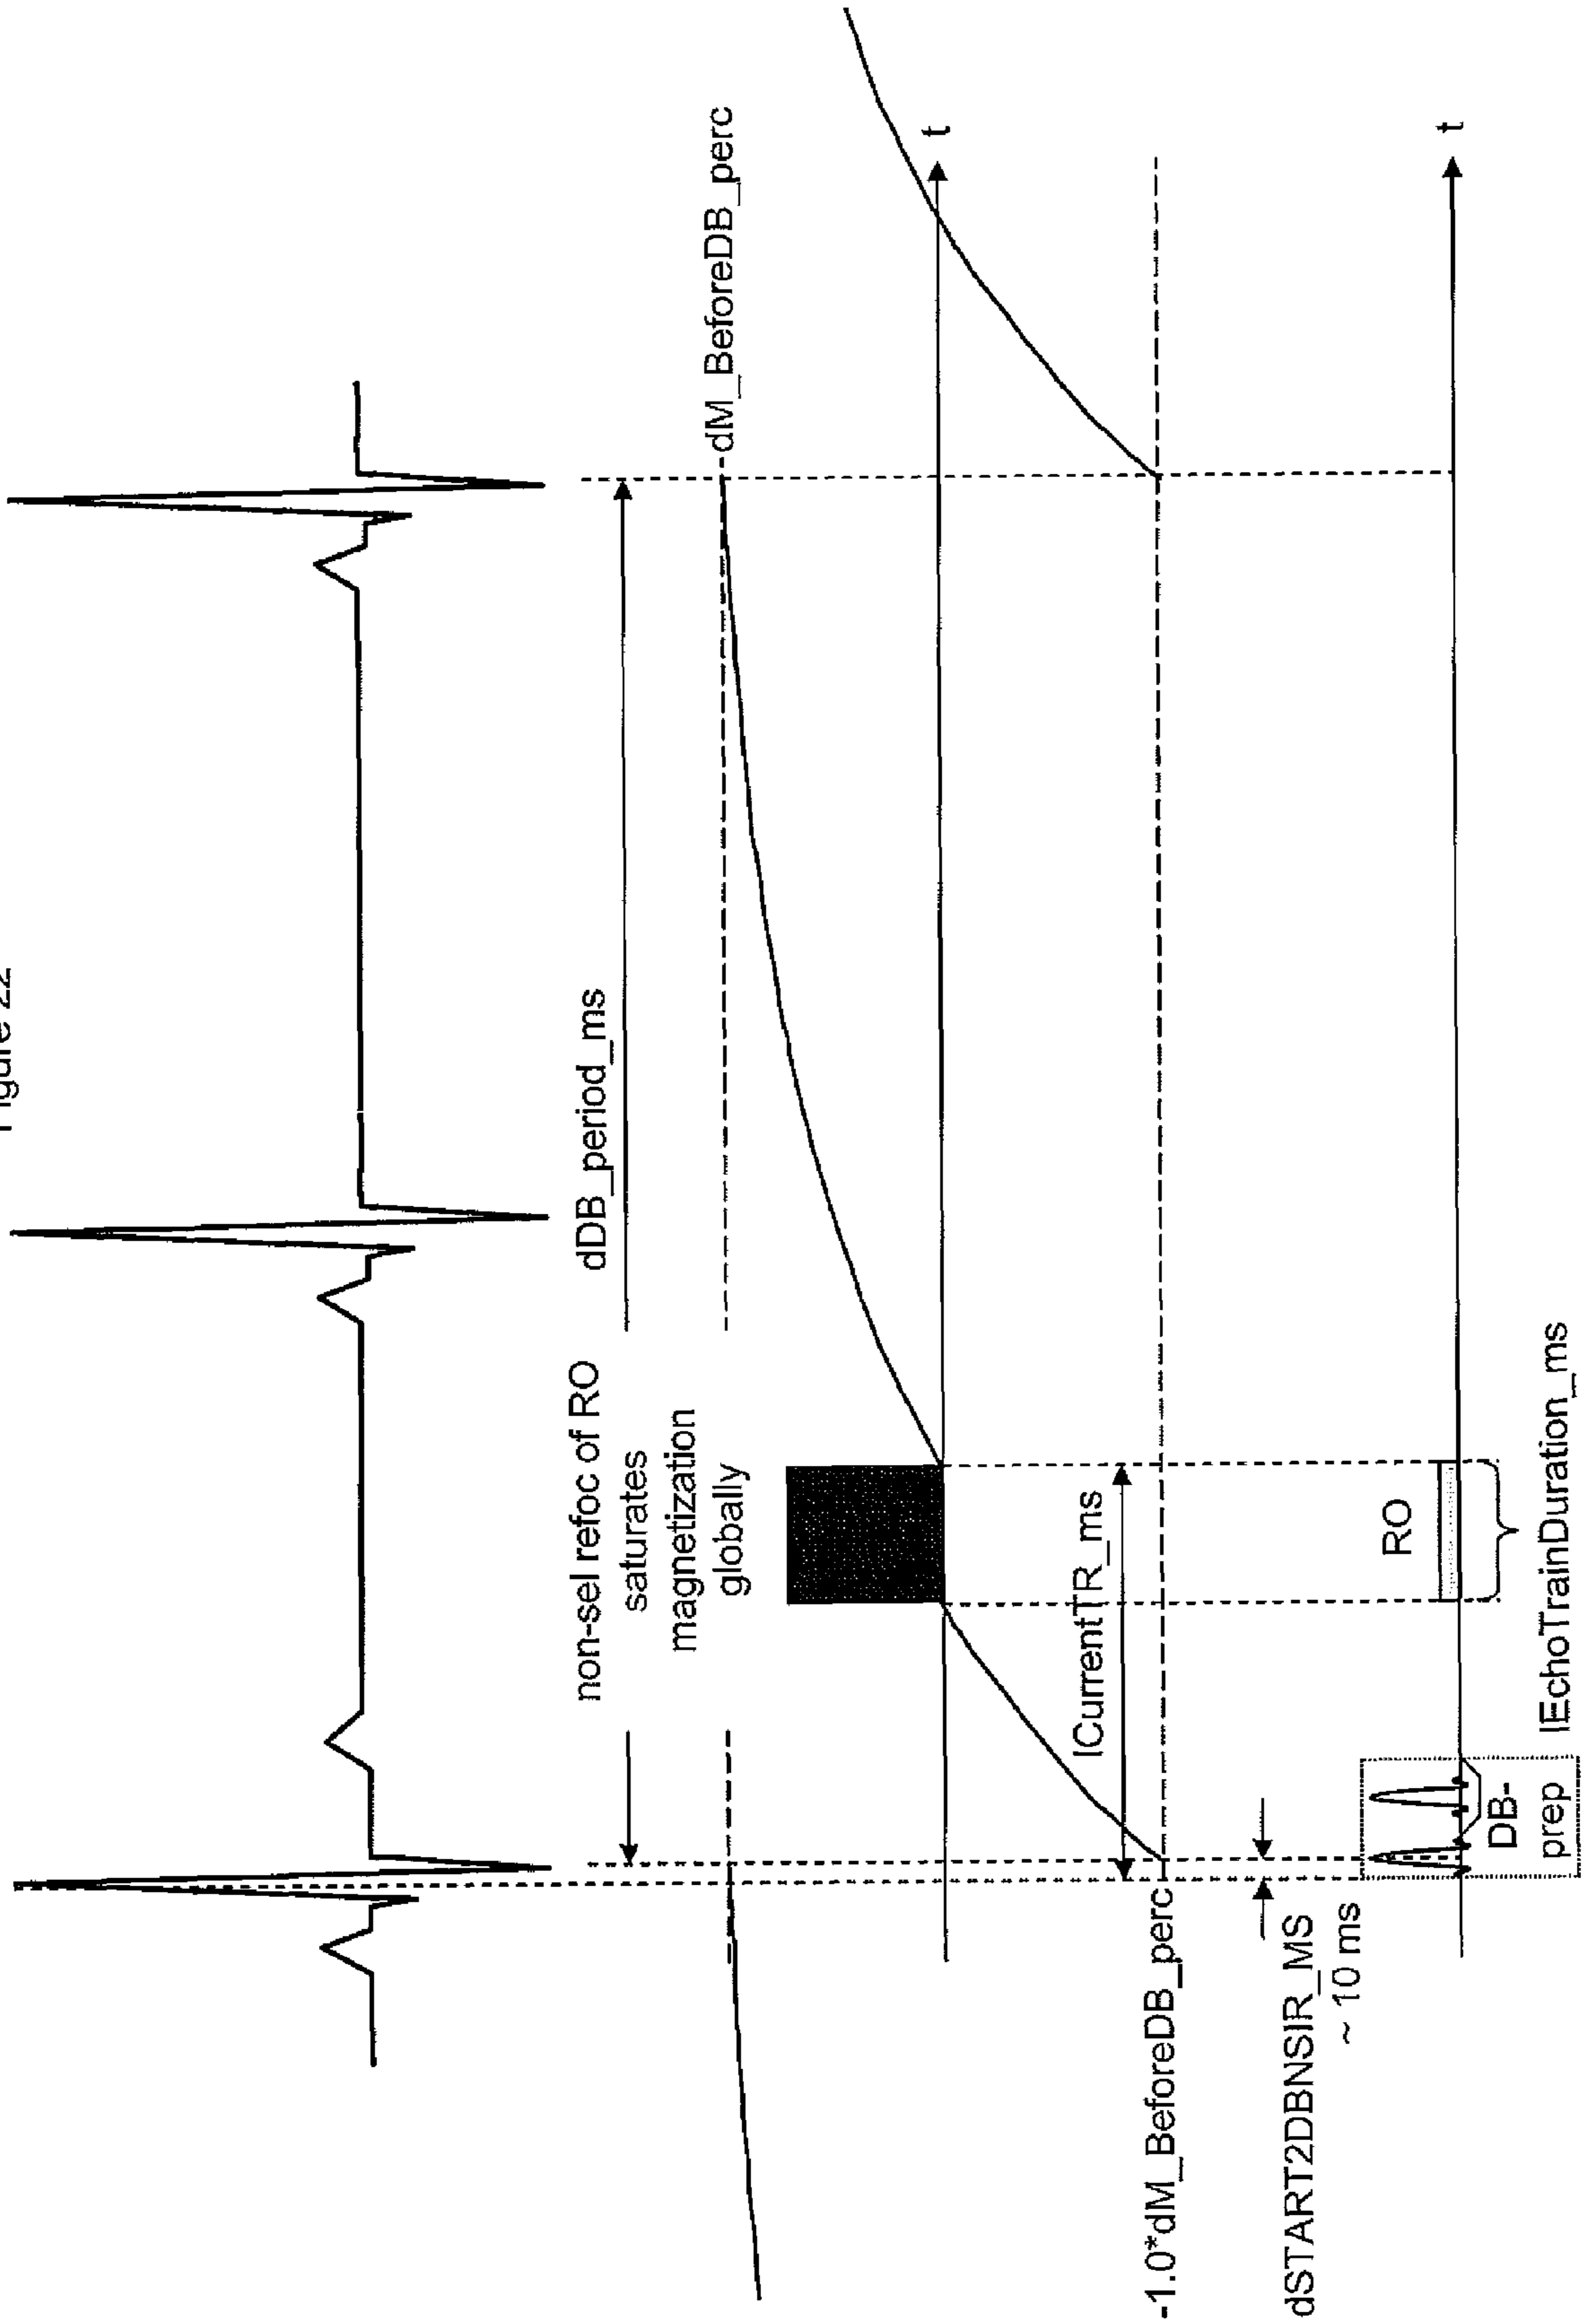 Figure 22
dDB_period_ms
non-sel refoc of RO
saturates
magnetization
globally
dM_BeforeDB_perc
t
lCurrentTR_ms
-1.0*dM_BeforeDB_perc
dSTART2DBNSIR_MS
~ 10 ms
RO
t
DB-
prep
lEchoTrainDuration_ms